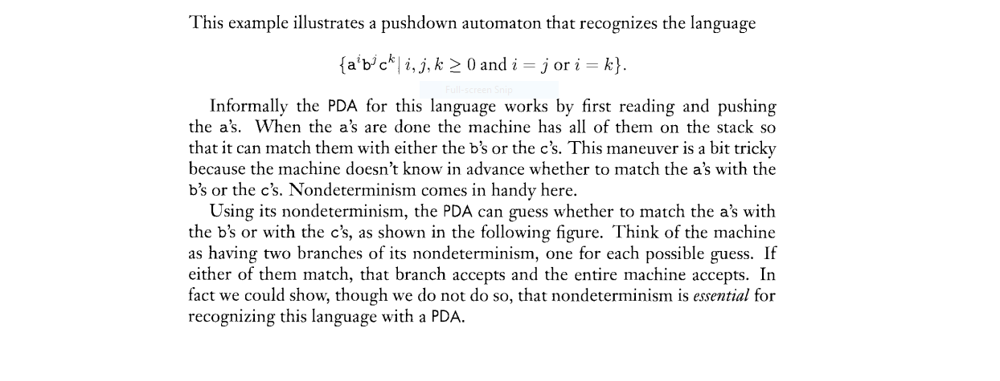 This example illustrates a pushdown automaton that recognizes the language
{aⁱbʲcᵏ| i, j, k ≥ 0 and i = j or i = k}.
Full-screen Snip
Informally the PDA for this language works by first reading and pushing
the a's. When the a's are done the machine has all of them on the stack so
that it can match them with either the b's or the c's. This maneuver is a bit tricky
because the machine doesn't know in advance whether to match the a's with the
b's or the c's. Nondeterminism comes in handy here.
Using its nondeterminism, the PDA can guess whether to match the a's with
the b's or with the c's, as shown in the following figure. Think of the machine
as having two branches of its nondeterminism, one for each possible guess. If
either of them match, that branch accepts and the entire machine accepts. In
fact we could show, though we do not do so, that nondeterminism is essential for
recognizing this language with a PDA.